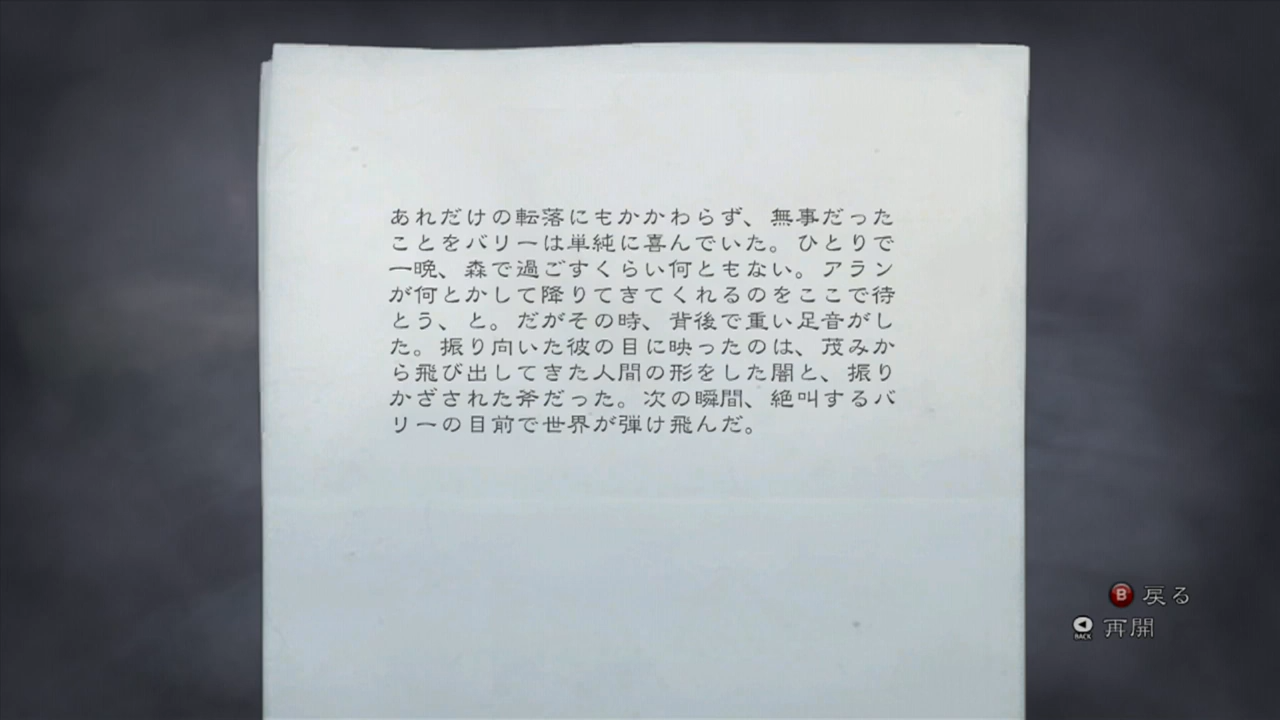 あれだけの転落にもかかわらず、無事だった
ことをバリーは単純に喜んでいた。ひとりで
一晩、森で過ごすくらい何ともない。アラン
が何とかして降りてきてくれるのをここで待
とう、と。だがその時、背後で重い足音がし
た。振り向いた彼の目に映ったのは、茂みか
ら飛び出してきた人間の形をした闇と、振り
かざされた斧だった。次の瞬間、絶叫するバ
リーの目前で世界が弾け飛んだ。
B 戻る
BACK 再開